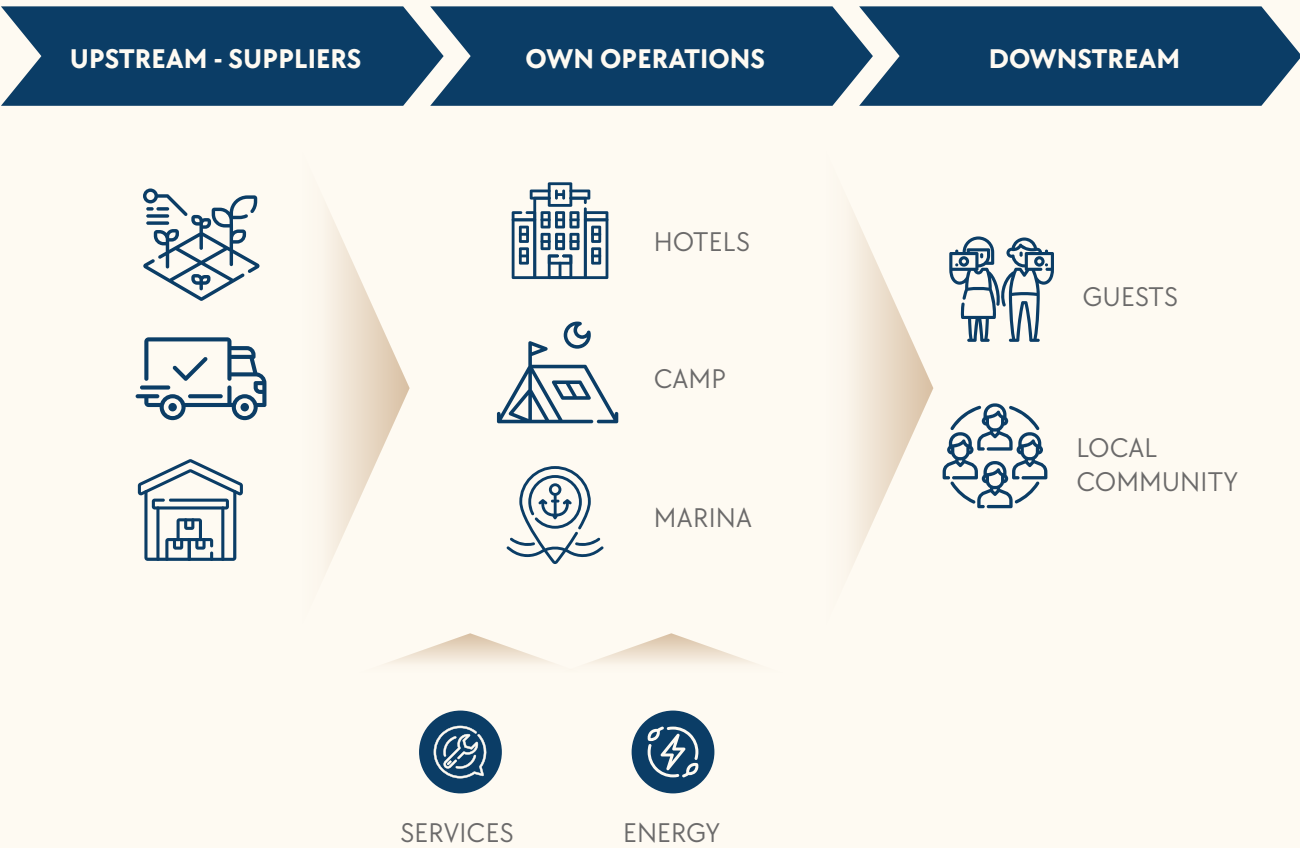 UPSTREAM - SUPPLIERS
OWN OPERATIONS
DOWNSTREAM
H
HOTELS
CAMP
MARINA
GUESTS
LOCAL
COMMUNITY
SERVICES
ENERGY